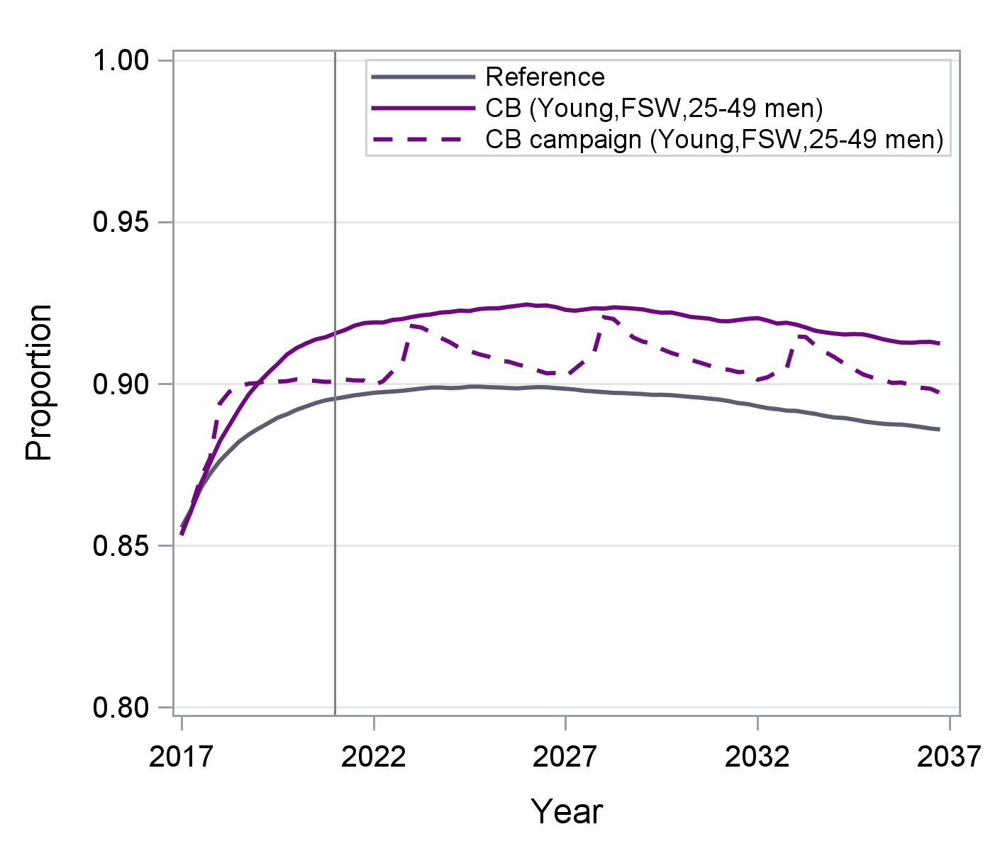 1.00
0.95
0.90
0.85
0.80
Proportion
Reference
CB (Young,FSW,25-49 men)
CB campaign (Young,FSW,25-49 men)
2017 2022 2027 2032 2037
Year